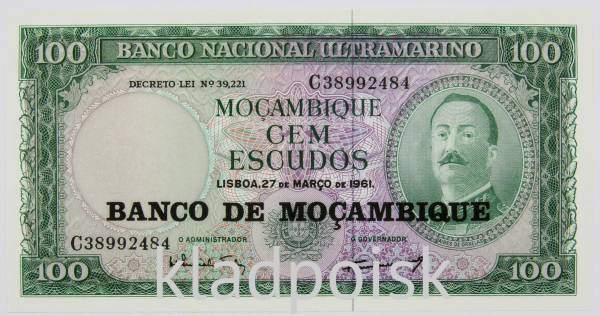 100 BANCO NACIONAL ULTRAMARINO 100
DECRETO-LEI Nº 39,221 C38992484
MOÇAMBIQUE
CEM
ESCUDOS
LISBOA, 27 DE MARÇO DE 1961.
BANCO DE MOÇAMBIQUE
C38992484 O ADMINISTRADOR O GOVERNADOR
100 100
kladpoisk